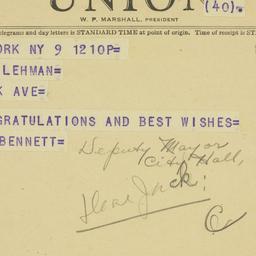 UNION
(40).
W. P. MARSHALL, PRESIDENT
elegrams and day letters is STANDARD TIME at point of origin. Time of receipt is STA
ORK NY 9 1210P=
LEHMAN=
K AVE=
GRATULATIONS AND BEST WISHES=
BENNETT=
Deputy Mayor
City Hall,
Dear Jack: